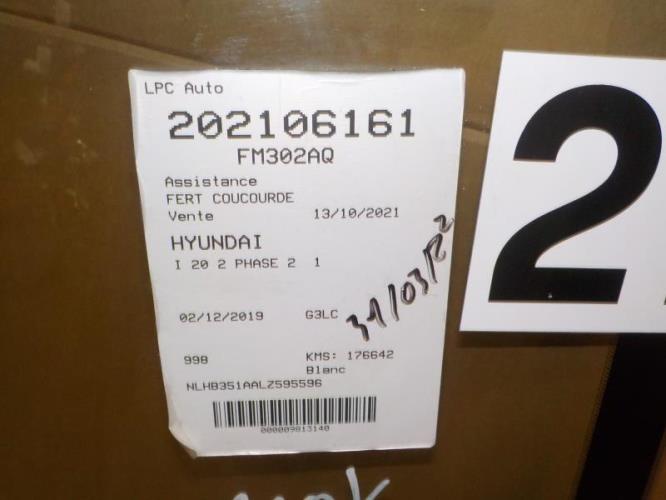 LPC Auto
202106161
FM302AQ
Assistance
FERT COUCOURDE
Vente 13/10/2021
HYUNDAI
I 20 2 PHASE 2 1
02/12/2019 G3LC
31/03/22
998 KMS: 176642
Blanc
NLHB351AALZ595596
000009813140
2